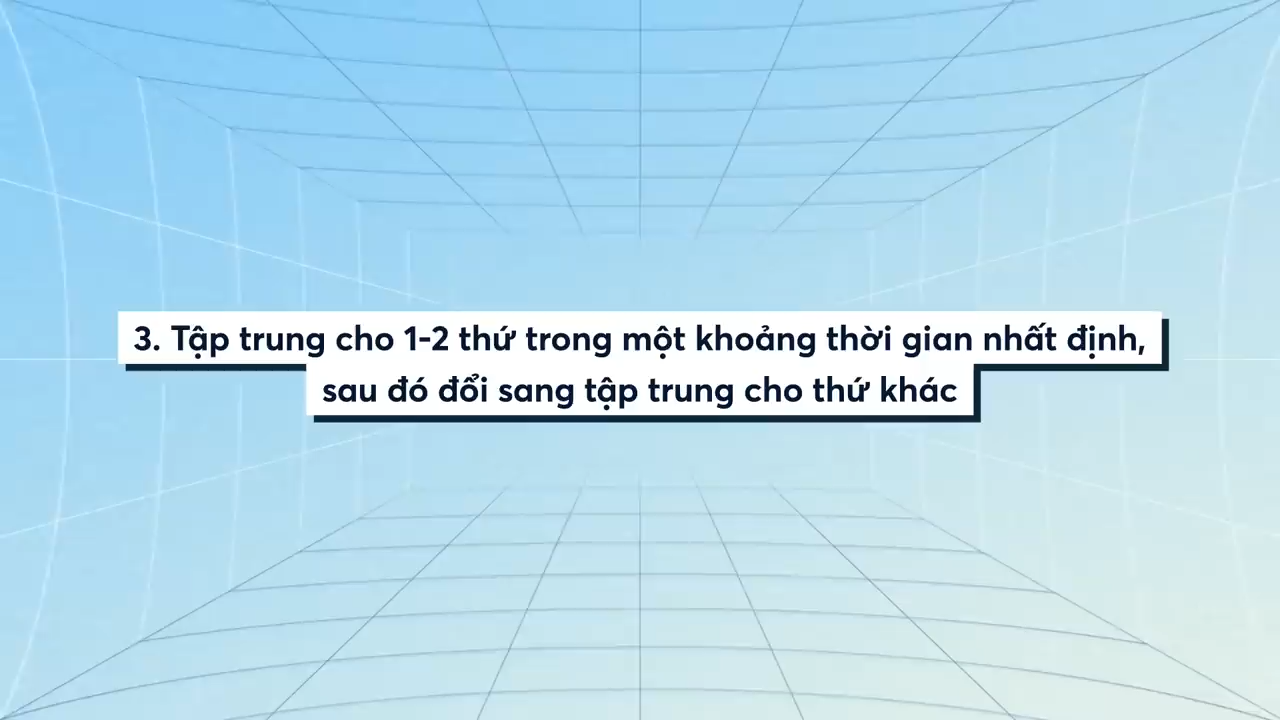 3. Tập trung cho 1-2 thứ trong một khoảng thời gian nhất định,
sau đó đổi sang tập trung cho thứ khác